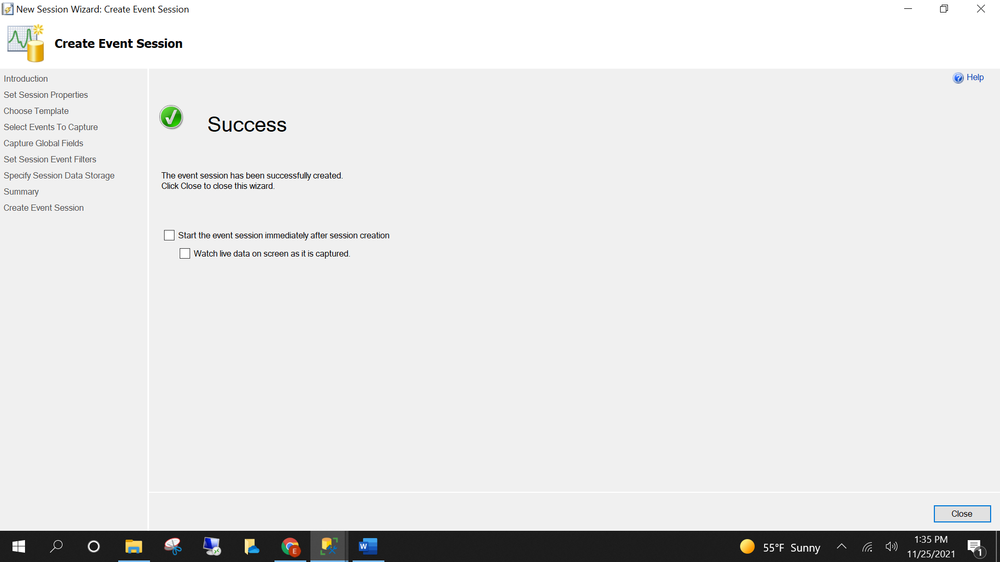 New Session Wizard: Create Event Session
Create Event Session
Introduction
Set Session Properties
Choose Template
Select Events To Capture
Capture Global Fields
Set Session Event Filters
Specify Session Data Storage
Summary
Create Event Session
Help
Success
The event session has been successfully created.
Click Close to close this wizard.
Start the event session immediately after session creation
Watch live data on screen as it is captured.
Close
E
W
55°F Sunny
1:35 PM
11/25/2021
1